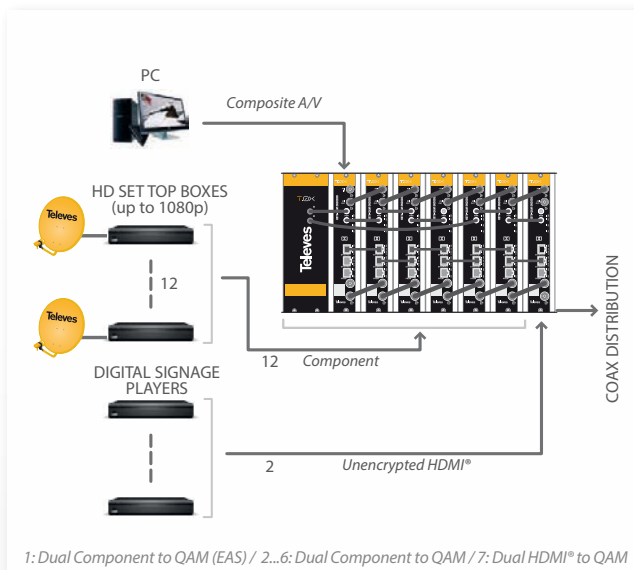 PC
Composite A/V
HD SET TOP BOXES
(up to 1080p)
Televes
12
Televes
Televes
12 Component
COAX DISTRIBUTION
DIGITAL SIGNAGE
PLAYERS
2 Unencrypted HDMI®
1: Dual Component to QAM (EAS) / 2...6: Dual Component to QAM / 7: Dual HDMI® to QAM